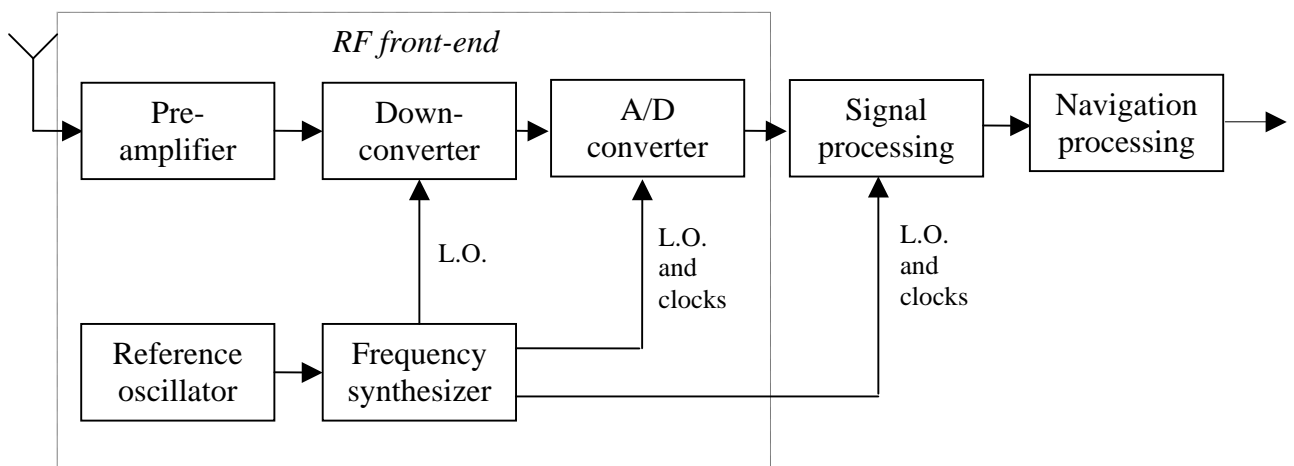 RF front-end
Pre-
amplifier
Down-
converter
A/D
converter
Signal
processing
Navigation
processing
L.O.
L.O.
and
clocks
L.O.
and
clocks
Reference
oscillator
Frequency
synthesizer